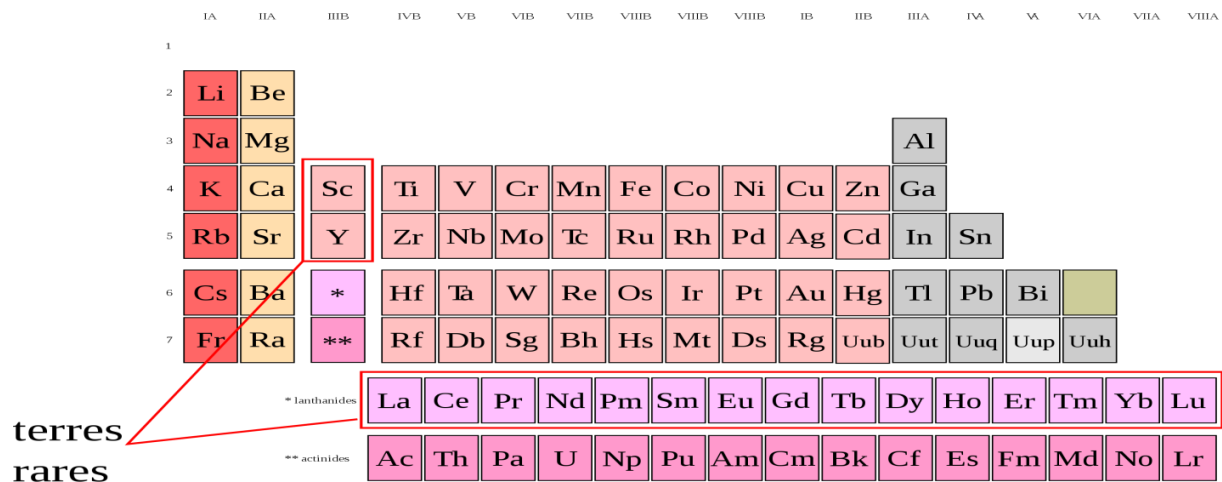 IA IIA IIIB IVB VB VIB VIIB VIIIB VIIIB VIIIB IB IIB IIIA IVA VA VIA VIIA VIIIA
1
2 Li Be
3 Na Mg Al
4 K Ca Sc Ti V Cr Mn Fe Co Ni Cu Zn Ga
5 Rb Sr Y Zr Nb Mo Tc Ru Rh Pd Ag Cd In Sn
6 Cs Ba * Hf Ta W Re Os Ir Pt Au Hg Tl Pb Bi
7 Fr Ra ** Rf Db Sg Bh Hs Mt Ds Rg Uub Uut Uuq Uup Uuh
* lanthanides La Ce Pr Nd Pm Sm Eu Gd Tb Dy Ho Er Tm Yb Lu
** actinides Ac Th Pa U Np Pu Am Cm Bk Cf Es Fm Md No Lr
terres
rares